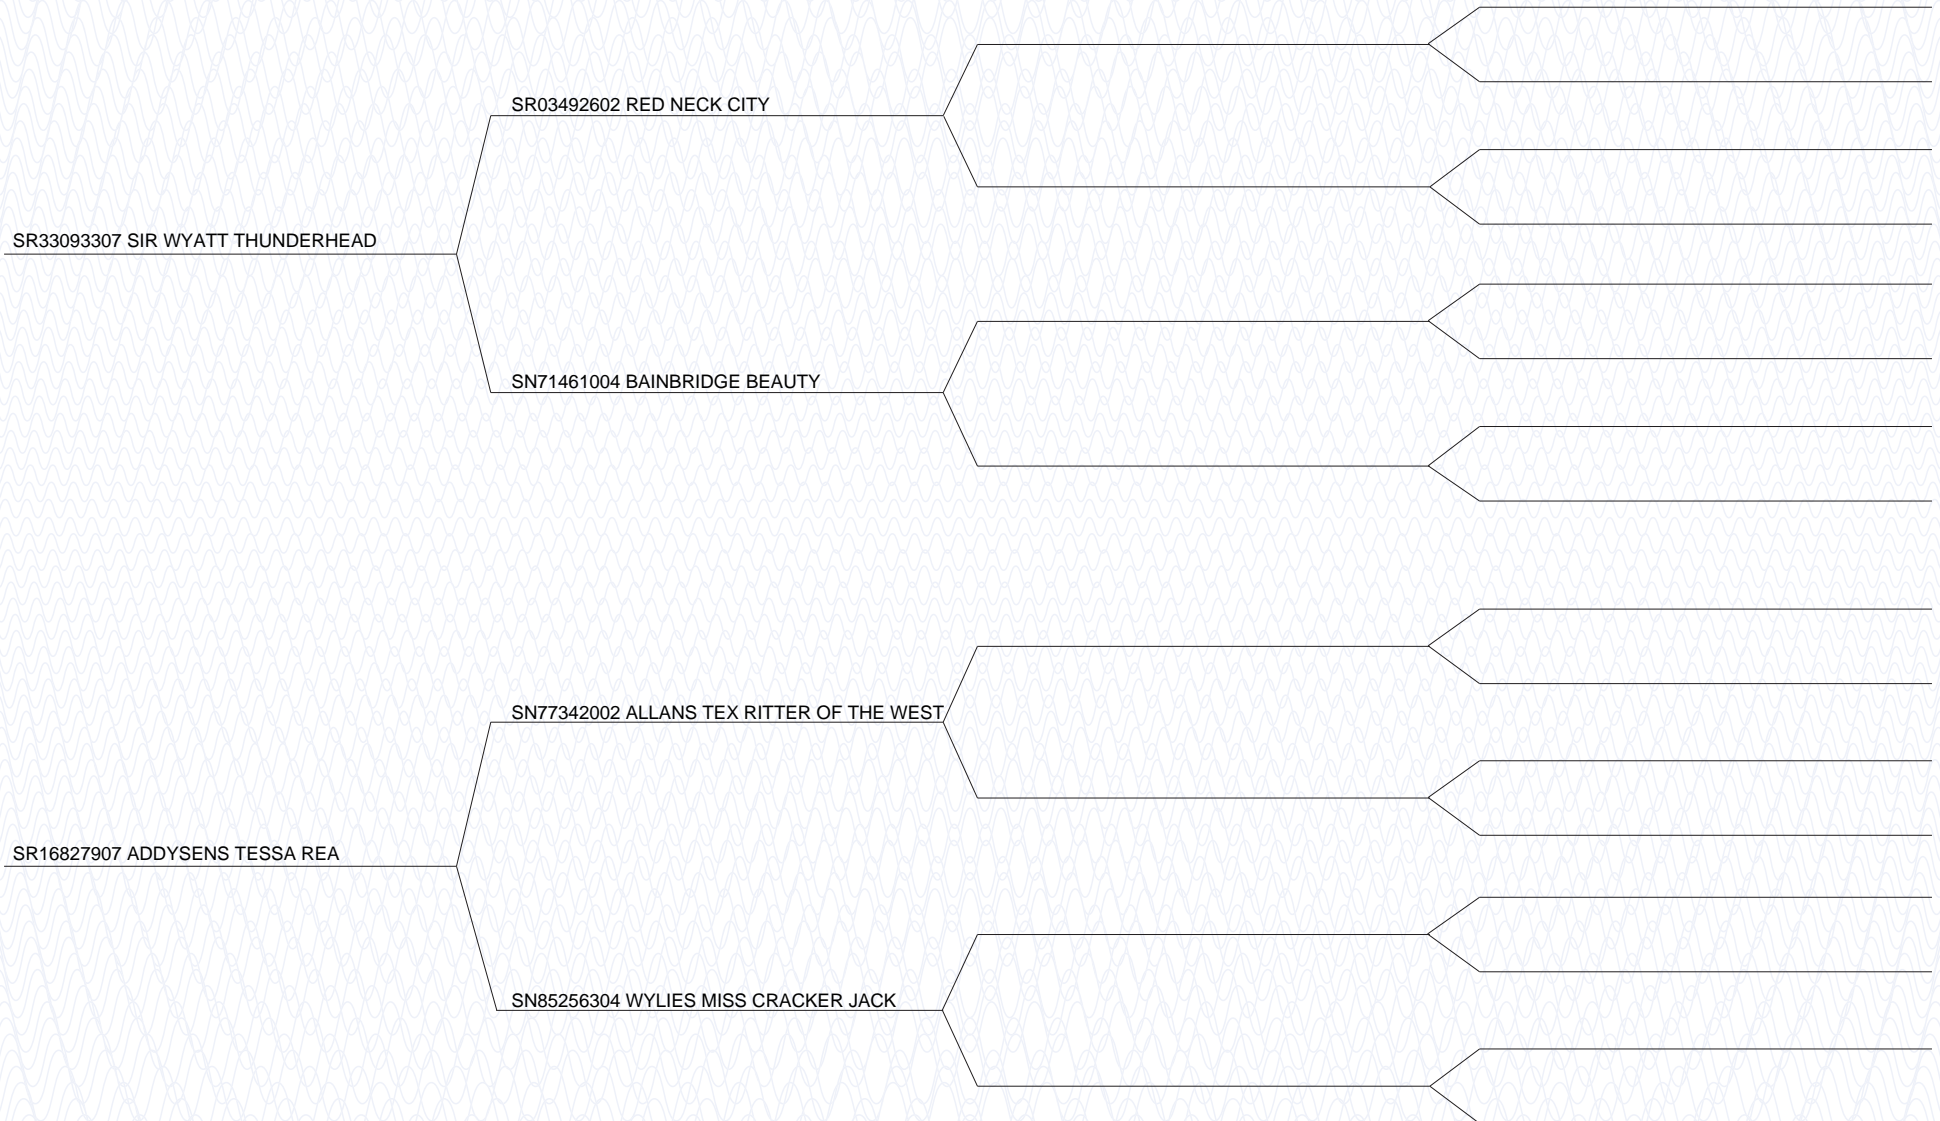 SR03492602 RED NECK CITY
SR33093307 SIR WYATT THUNDERHEAD
SN71461004 BAINBRIDGE BEAUTY
SN77342002 ALLANS TEX RITTER OF THE WEST
SR16827907 ADDYSENS TESSA REA
SN85256304 WYLIES MISS CRACKER JACK